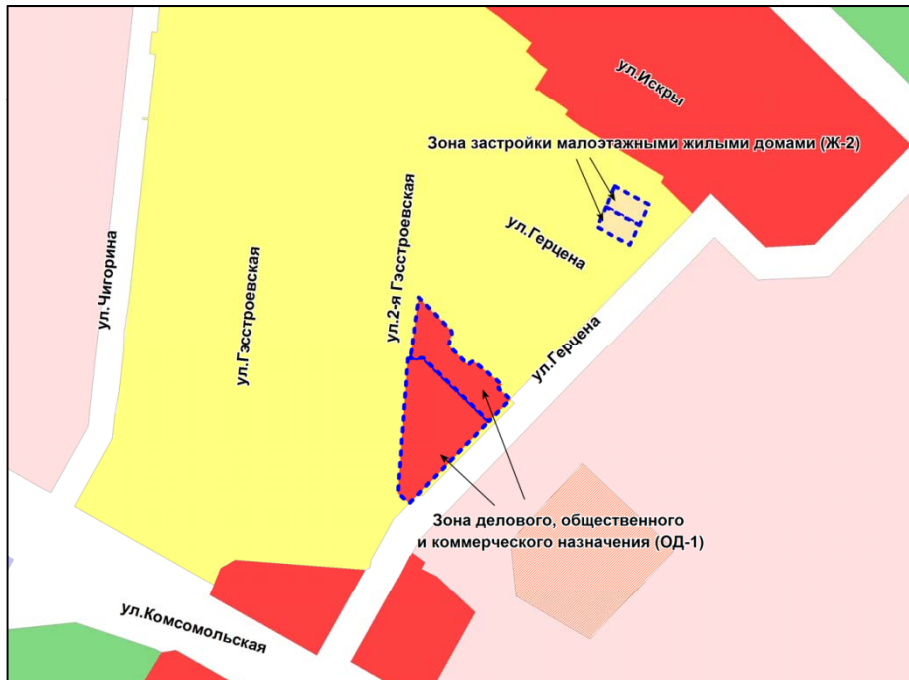 ул.Искры
Зона застройки малоэтажными жилыми домами (Ж-2)
ул.Герцена
ул.2-я Гэсстроевская
ул.Чигорина
ул.Гэсстроевская
ул.Герцена
Зона делового, общественного
и коммерческого назначения (ОД-1)
ул.Комсомольская